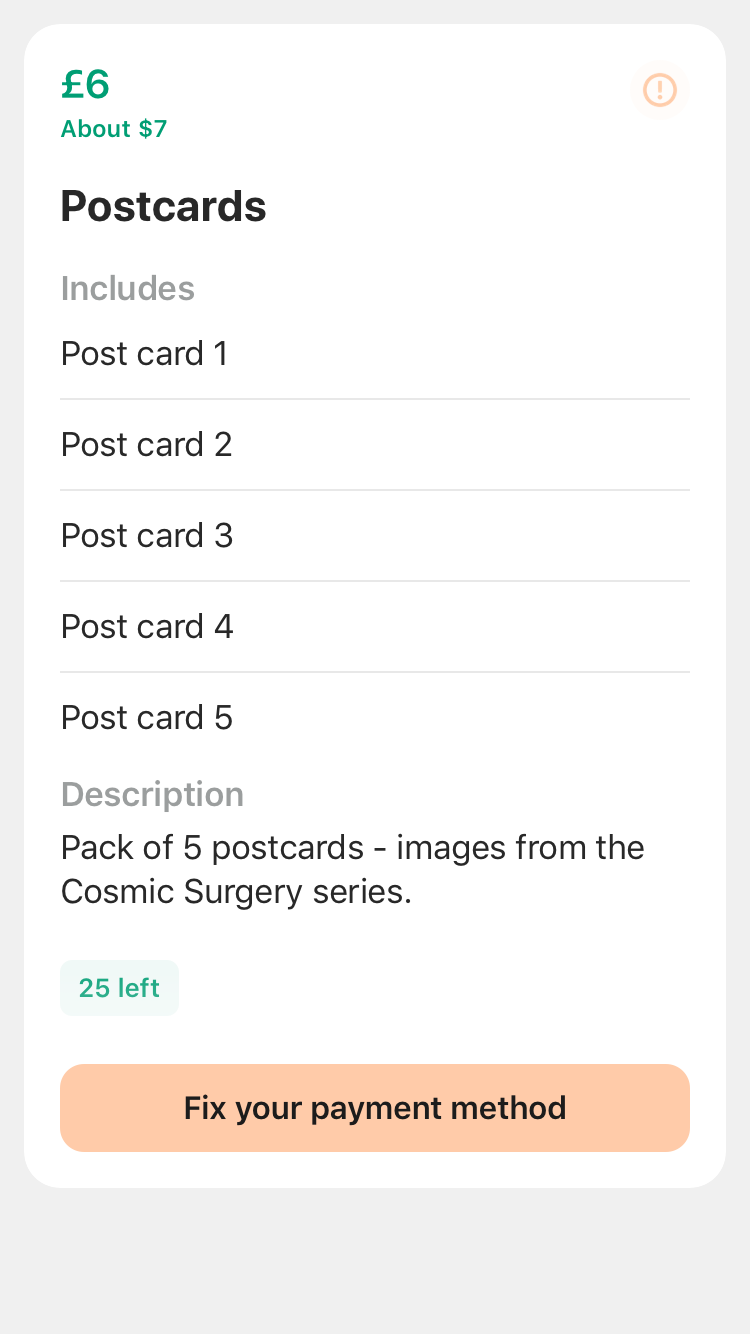 £6
About $7
Postcards
Includes
Post card 1
Post card 2
Post card 3
Post card 4
Post card 5
Description
Pack of 5 postcards - images from the
Cosmic Surgery series.
25 left
Fix your payment method